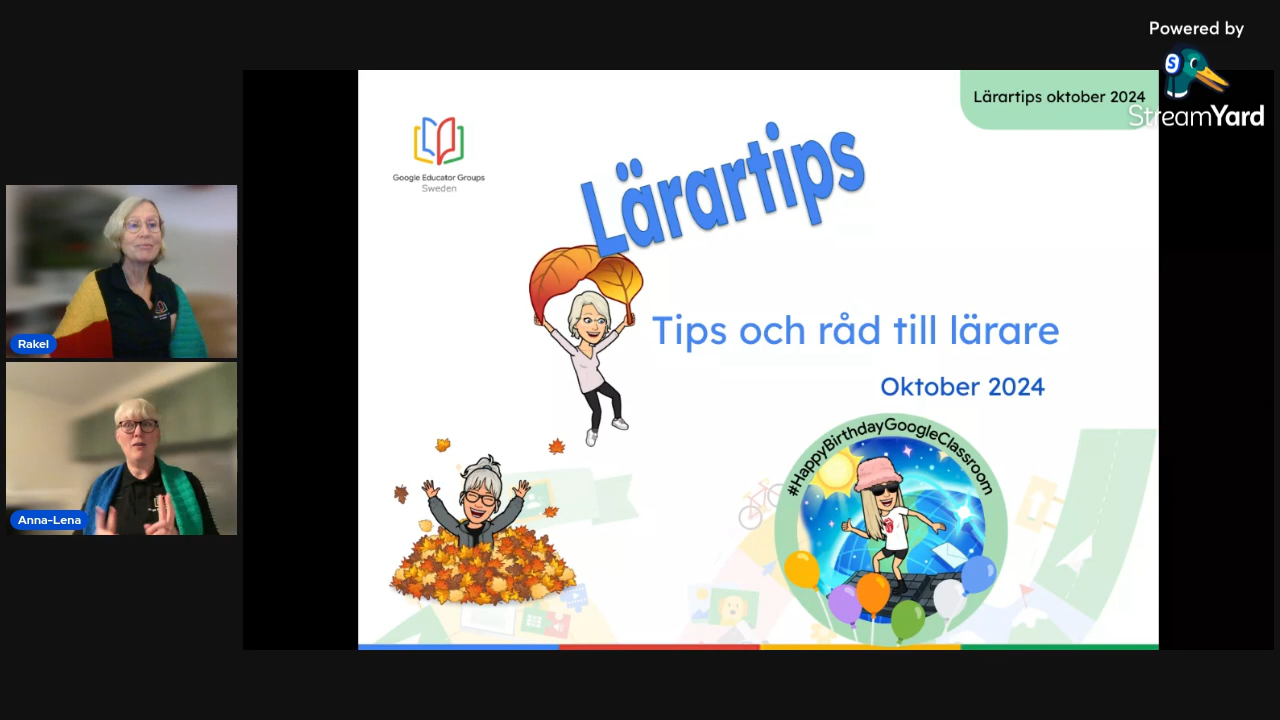 Powered by
StreamYard
Lärartips oktober 2024
Google Educator Groups
Sweden
Lärartips
Tips och råd till lärare
Oktober 2024
#HappyBirthdayGoogleClassroom
Rakel
Anna-Lena